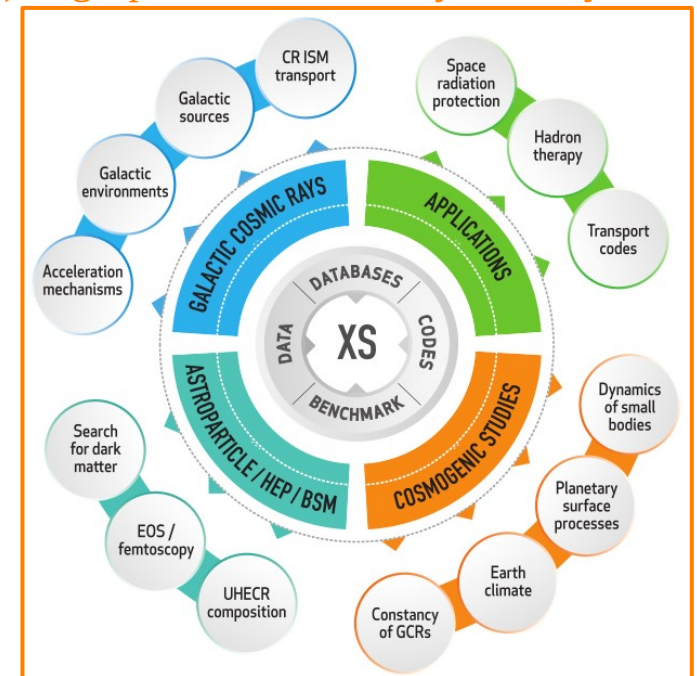 CR ISM
transport
Galactic
sources
Galactic
environments
Acceleration
mechanisms
Space
radiation
protection
Hadron
therapy
Transport
codes
GALACTIC COSMIC RAYS
APPLICATIONS
DATABASES
DATA
XS
CODES
BENCHMARK
ASTROPARTICLE / HEP / BSM
COSMOGENIC STUDIES
Search
for dark
matter
EOS /
femtoscopy
UHECR
composition
Dynamics
of small
bodies
Planetary
surface
processes
Earth
climate
Constancy
of GCRs